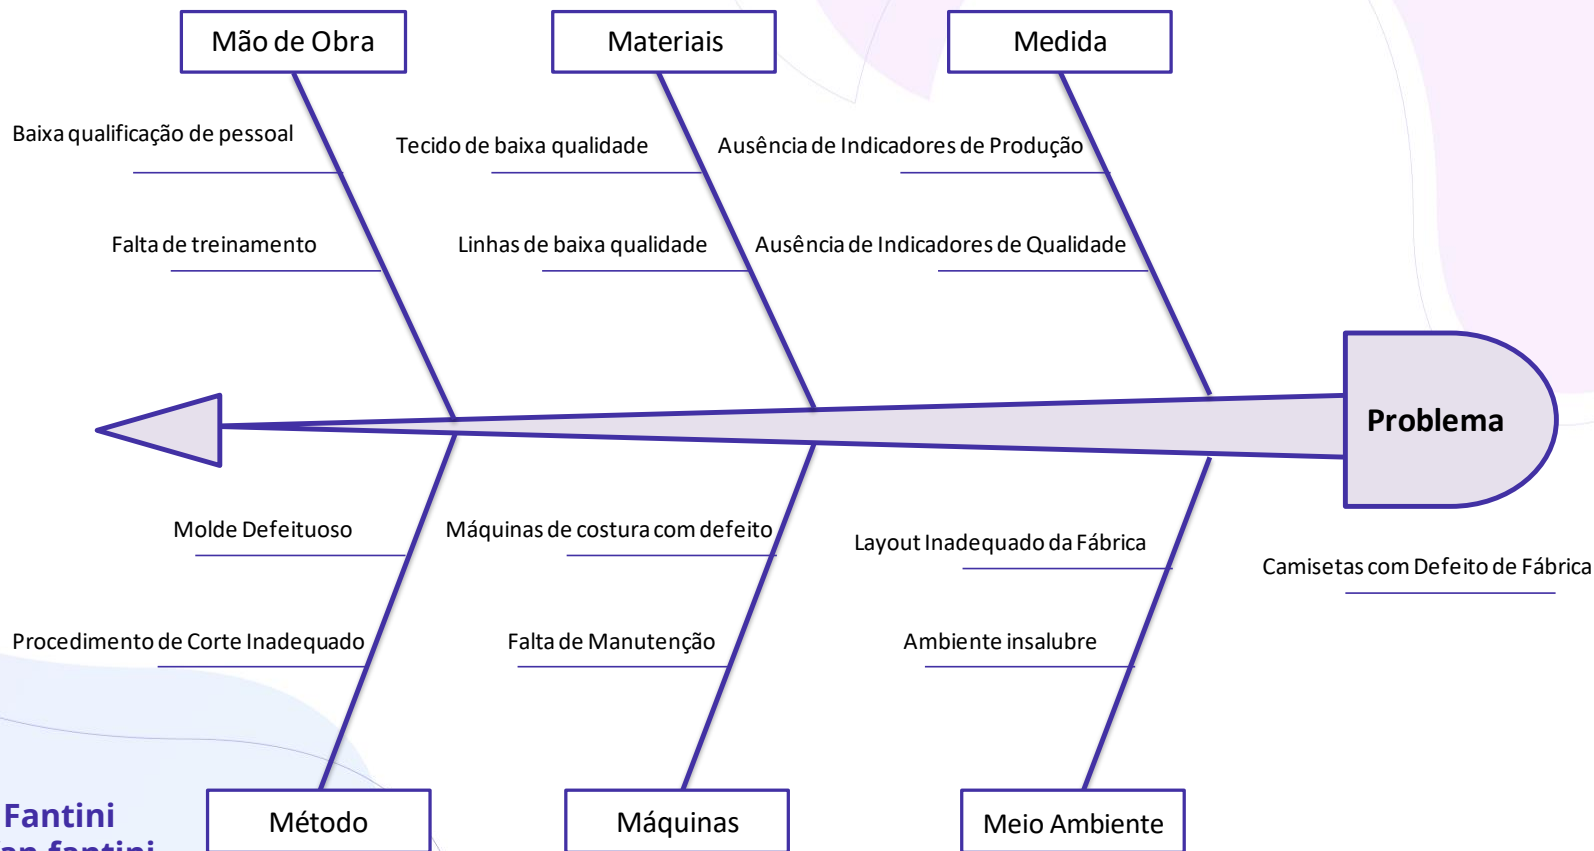 Mão de Obra
Materiais
Medida
Baixa qualificação de pessoal
Tecido de baixa qualidade
Ausência de Indicadores de Produção
Falta de treinamento
Linhas de baixa qualidade
Ausência de Indicadores de Qualidade
Problema
Molde Defeituoso
Máquinas de costura com defeito
Layout Inadequado da Fábrica
Camisetas com Defeito de Fábrica
Procedimento de Corte Inadequado
Falta de Manutenção
Ambiente insalubre
Método
Máquinas
Meio Ambiente
Fantini
fantini